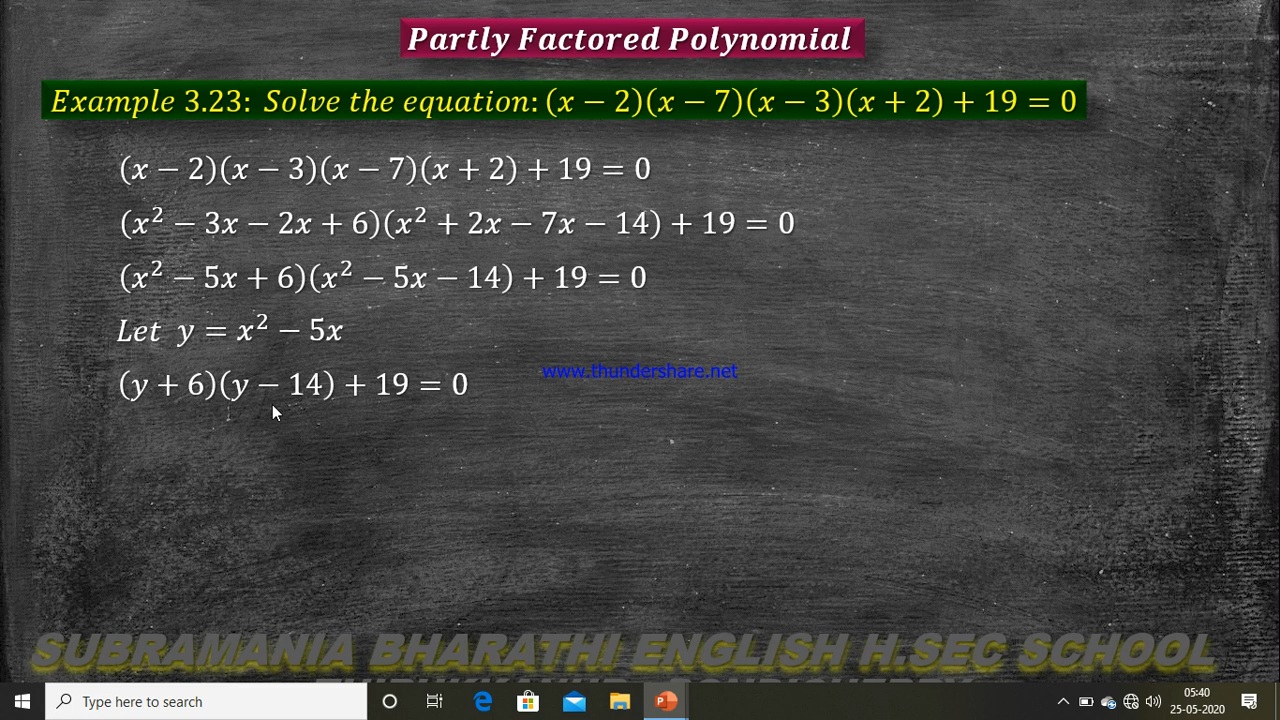 Partly Factored Polynomial
Example 3.23: Solve the equation: (x − 2)(x − 7)(x − 3)(x + 2) + 19 = 0
(x − 2)(x − 3)(x − 7)(x + 2) + 19 = 0
(x² − 3x − 2x + 6)(x² + 2x − 7x − 14) + 19 = 0
(x² − 5x + 6)(x² − 5x − 14) + 19 = 0
Let y = x² − 5x
www.thundershare.net
(y + 6)(y − 14) + 19 = 0
SUBRAMANIA BHARATHI ENGLISH H.SEC SCHOOL
Type here to search
05:40
25-05-2020